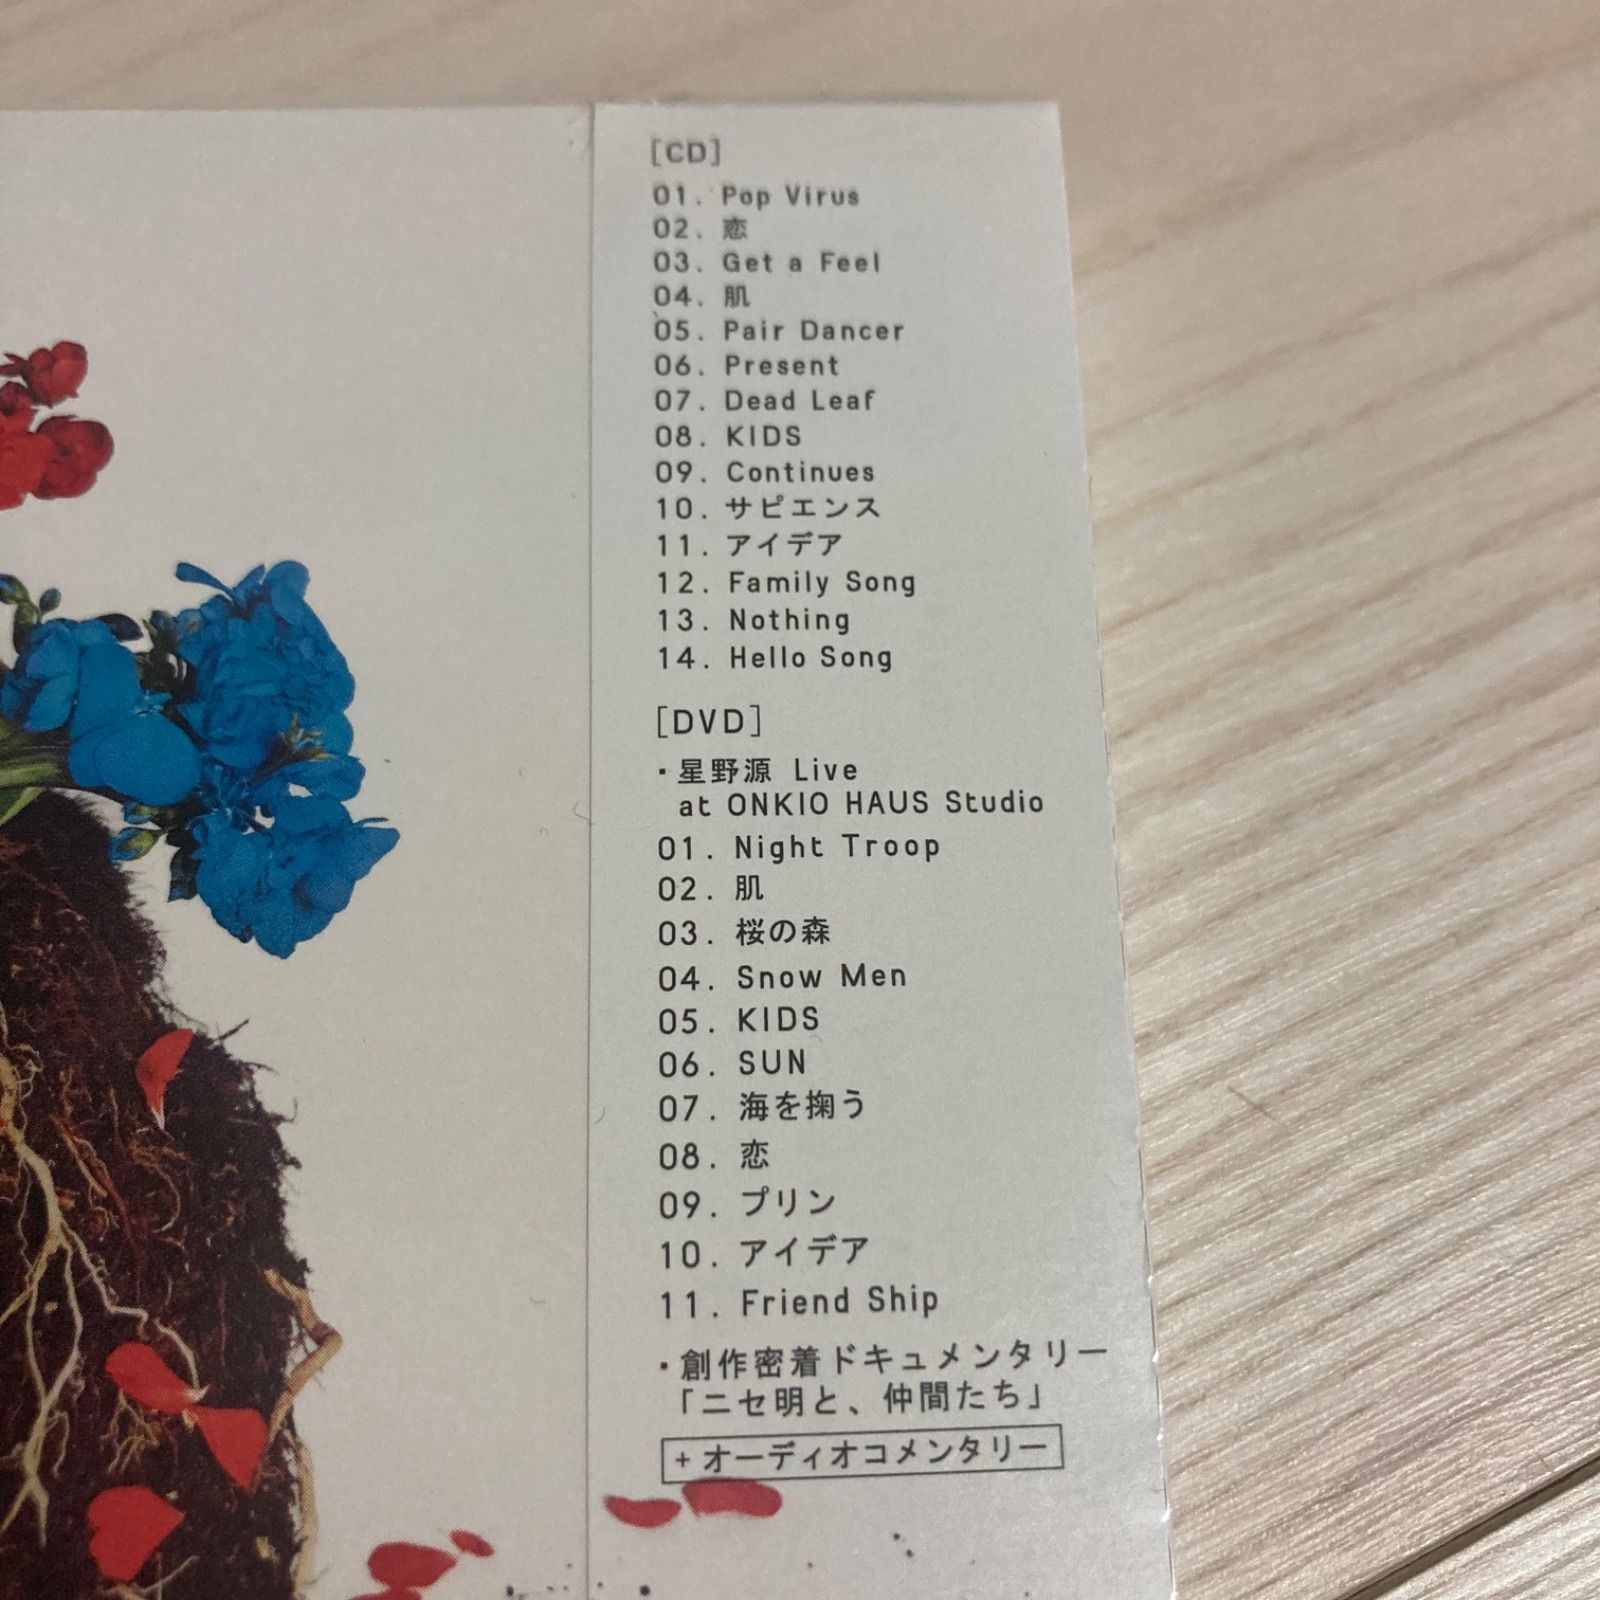 [CD]
01. Pop Virus
02. 恋
03. Get a Feel
04. 肌
05. Pair Dancer
06. Present
07. Dead Leaf
08. KIDS
09. Continues
10. サピエンス
11. アイデア
12. Family Song
13. Nothing
14. Hello Song
[DVD]
・星野源 Live
at ONKIO HAUS Studio
01. Night Troop
02. 肌
03. 桜の森
04. Snow Men
05. KIDS
06. SUN
07. 海を掬う
08. 恋
09. プリン
10. アイデア
11. Friend Ship
・創作密着ドキュメンタリー
「ニセ明と、仲間たち」
+ オーディオコメンタリー